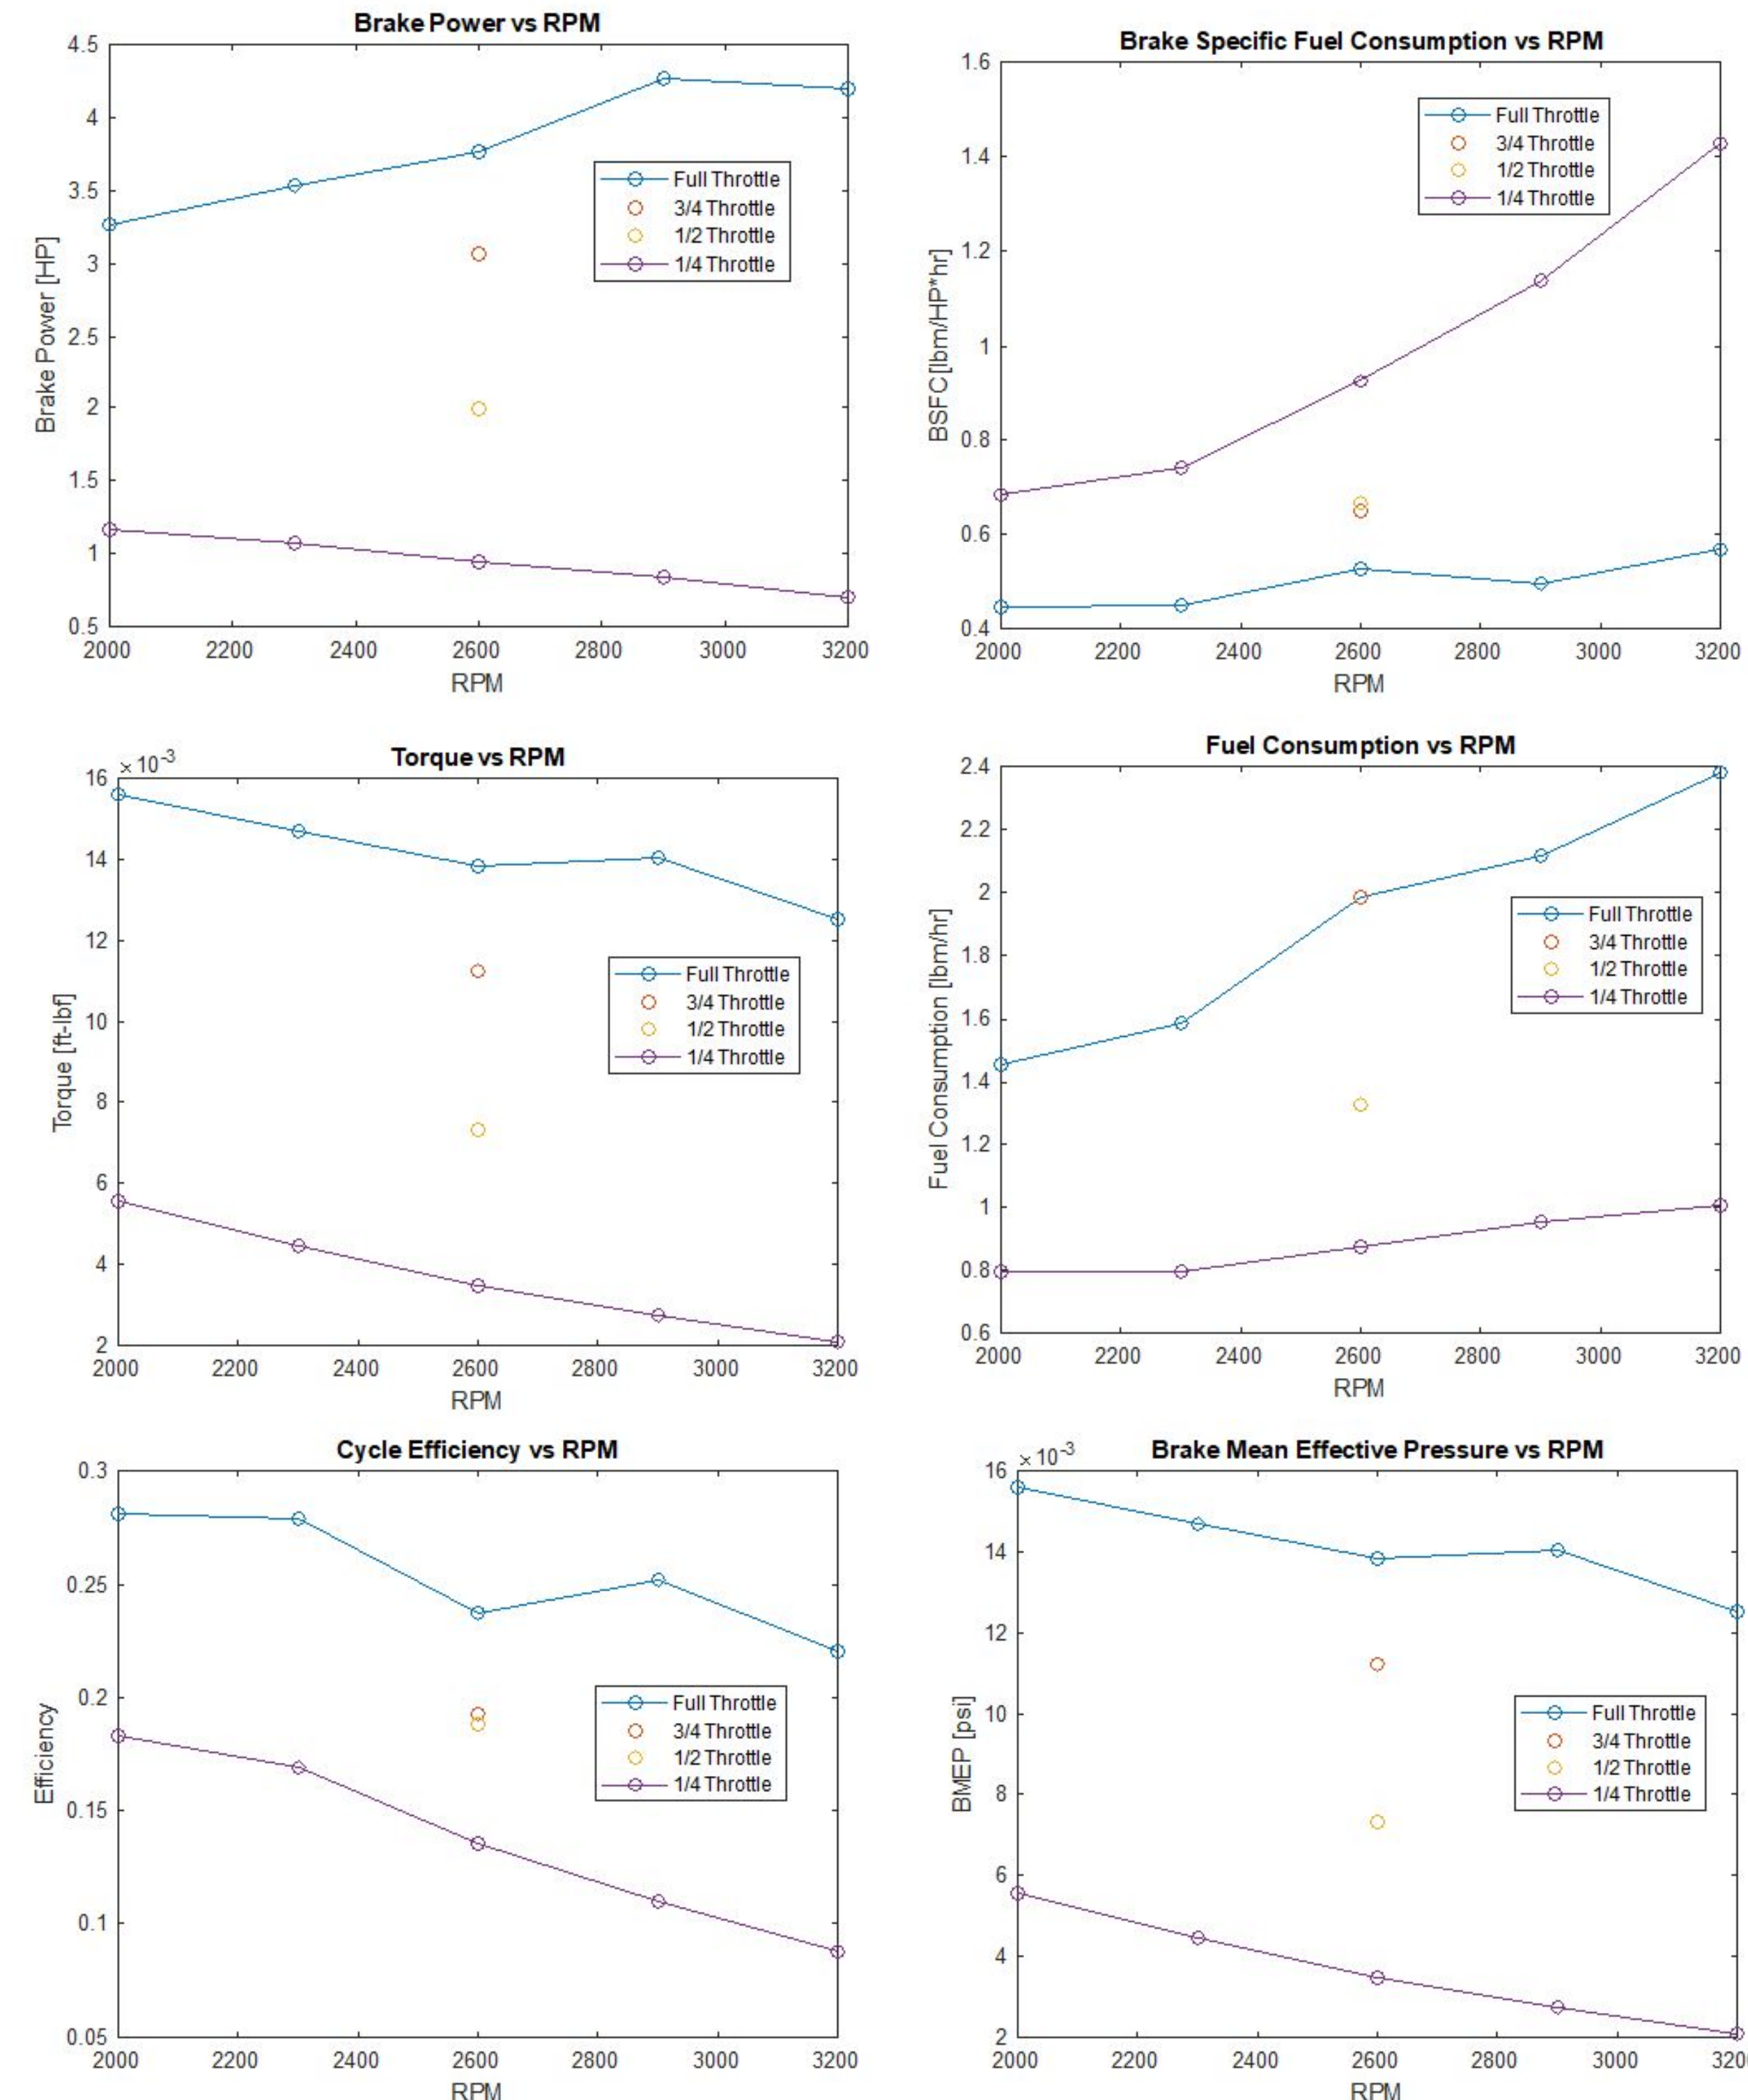 Brake Power vs RPM
4.5
4
3.5
3
2.5
2
1.5
1
0.5
Brake Power [HP]
Full Throttle
3/4 Throttle
1/2 Throttle
1/4 Throttle
2000 2200 2400 2600 2800 3000 3200
RPM
Brake Specific Fuel Consumption vs RPM
1.6
1.4
1.2
1
0.8
0.6
0.4
BSFC[lbm/HP*hr]
Full Throttle
3/4 Throttle
1/2 Throttle
1/4 Throttle
2000 2200 2400 2600 2800 3000 3200
RPM
Torque vs RPM
×10-3
16
14
12
10
8
6
4
2
Torque [ft-lbf]
Full Throttle
3/4 Throttle
1/2 Throttle
1/4 Throttle
2000 2200 2400 2600 2800 3000 3200
RPM
Fuel Consumption vs RPM
2.4
2.2
2
1.8
1.6
1.4
1.2
1
0.8
0.6
Fuel Consumption [lbm/hr]
Full Throttle
3/4 Throttle
1/2 Throttle
1/4 Throttle
2000 2200 2400 2600 2800 3000 3200
RPM
Cycle Efficiency vs RPM
0.3
0.25
0.2
0.15
0.1
0.05
Efficiency
Full Throttle
3/4 Throttle
1/2 Throttle
1/4 Throttle
2000 2200 2400 2600 2800 3000 3200
RPM
Brake Mean Effective Pressure vs RPM
×10-3
16
14
12
10
8
6
4
2
BMEP [psi]
Full Throttle
3/4 Throttle
1/2 Throttle
1/4 Throttle
2000 2200 2400 2600 2800 3000 320
RPM